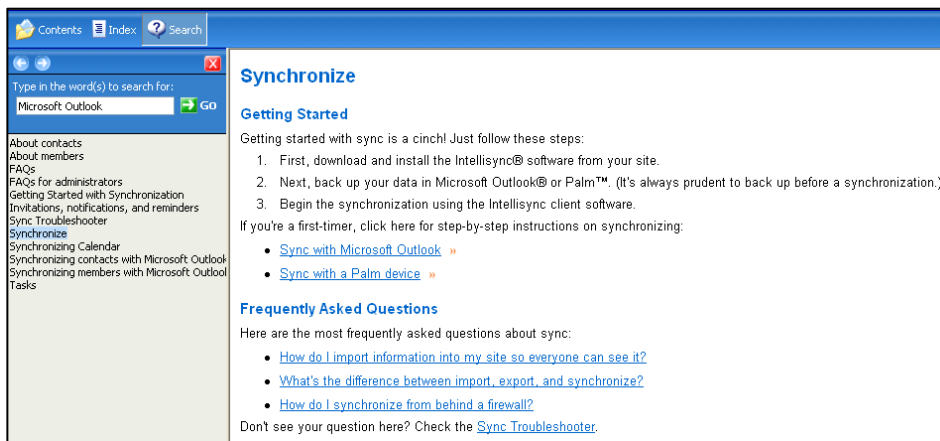 Contents Index Search
Type in the word(s) to search for:
Microsoft Outlook GO
About contacts
About members
FAQs
FAQs for administrators
Getting Started with Synchronization
Invitations, notifications, and reminders
Sync Troubleshooter
Synchronize
Synchronizing Calendar
Synchronizing contacts with Microsoft Outlook
Synchronizing members with Microsoft Outlool
Tasks
Synchronize
Getting Started
Getting started with sync is a cinch! Just follow these steps:
1. First, download and install the Intellisync® software from your site.
2. Next, back up your data in Microsoft Outlook® or Palm™. (It's always prudent to back up before a synchronization.)
3. Begin the synchronization using the Intellisync client software.
If you're a first-timer, click here for step-by-step instructions on synchronizing:
• Sync with Microsoft Outlook »
• Sync with a Palm device »
Frequently Asked Questions
Here are the most frequently asked questions about sync:
• How do I import information into my site so everyone can see it?
• What's the difference between import, export, and synchronize?
• How do I synchronize from behind a firewall?
Don't see your question here? Check the Sync Troubleshooter.